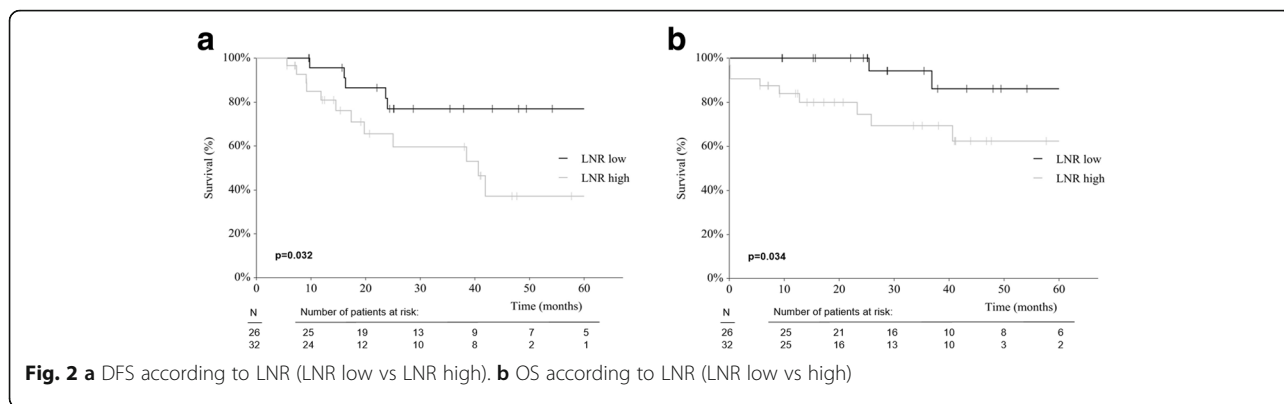 a
100%
80%
60%
40%
20%
0%
Survival (%)
LNR low
LNR high
p=0.032
0 10 20 30 40 50 60
Time (months)
N Number of patients at risk:
26 25 19 13 9 7 5
32 24 12 10 8 2 1
b
100%
80%
60%
40%
20%
0%
Survival (%)
LNR low
LNR high
p=0.034
0 10 20 30 40 50 60
Time (months)
N Number of patients at risk:
26 25 21 16 10 8 6
32 25 16 13 10 3 2
Fig. 2 a DFS according to LNR (LNR low vs LNR high). b OS according to LNR (LNR low vs high)